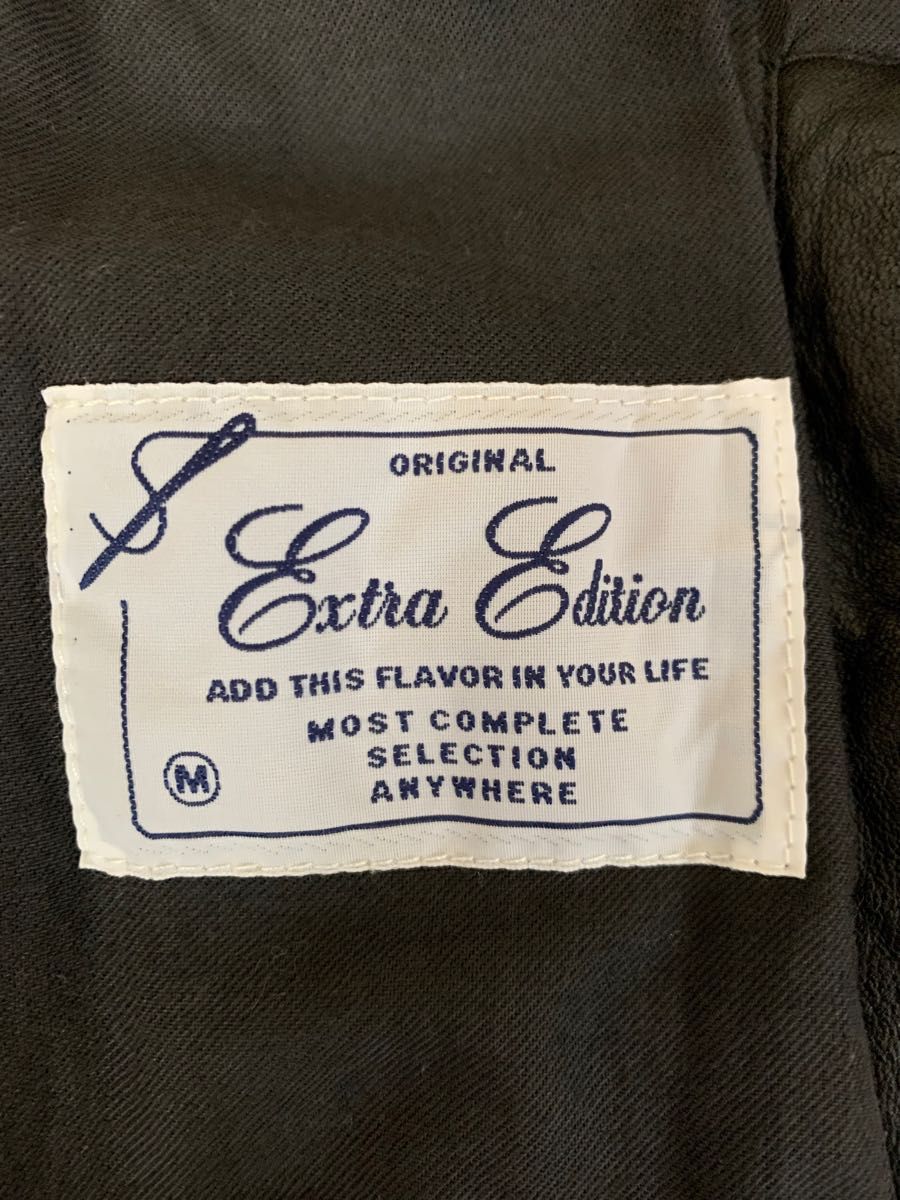 ORIGINAL
Extra Edition
ADD THIS FLAVOR IN YOUR LIFE
MOST COMPLETE
SELECTION
ANYWHERE
M